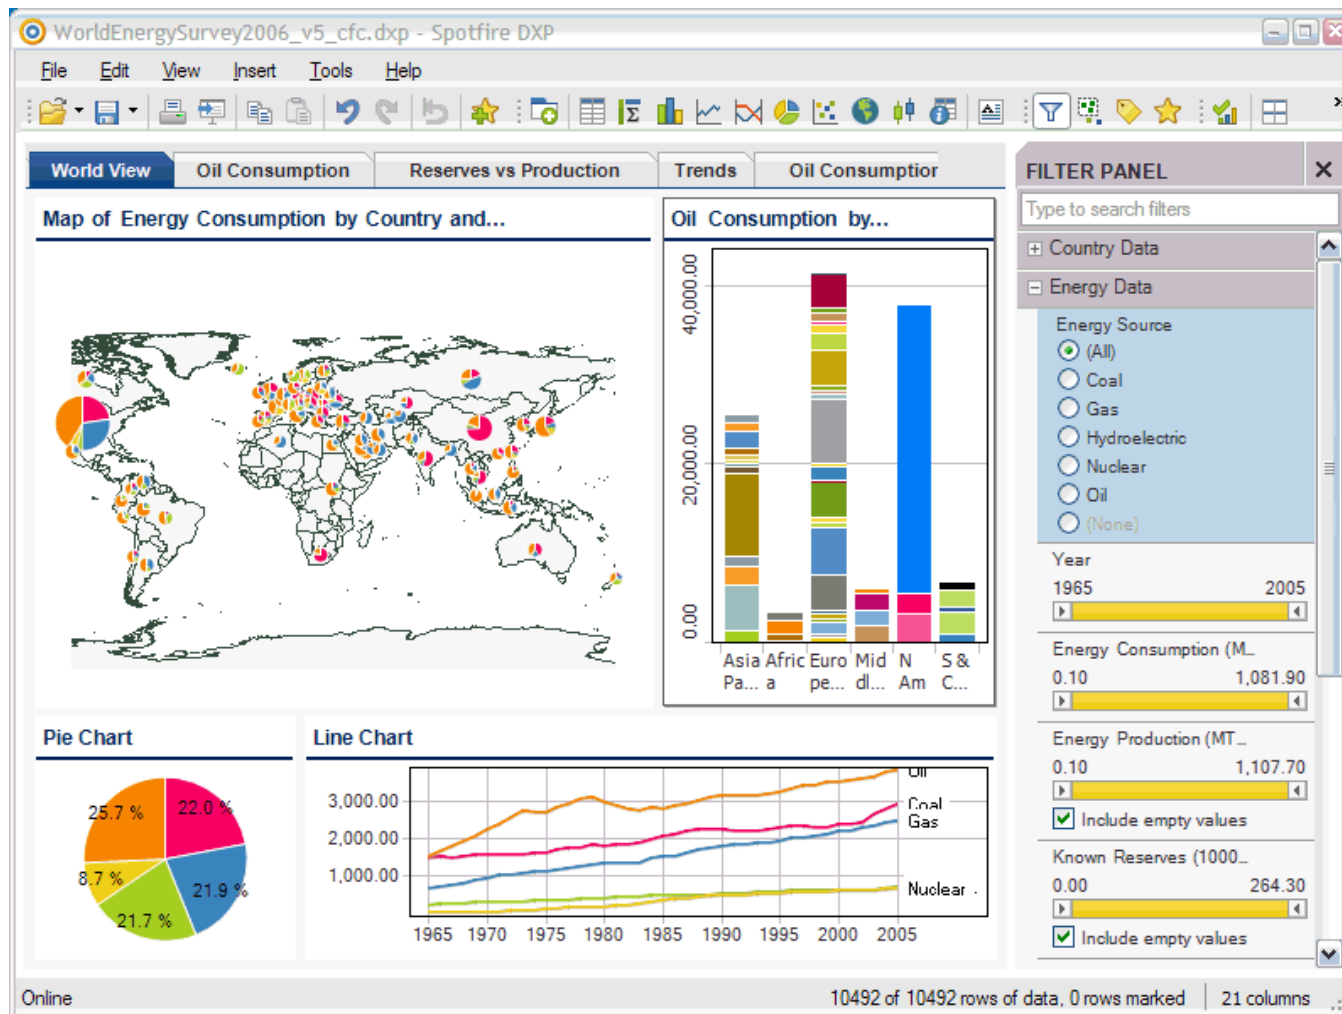 WorldEnergySurvey2006_v5_cfc.dxp - Spotfire DXP
File Edit View Insert Tools Help
World View Oil Consumption Reserves vs Production Trends Oil Consumption
FILTER PANEL
Type to search filters
Country Data
Energy Data
Energy Source
(All)
Coal
Gas
Hydroelectric
Nuclear
Oil
(None)
Year
1965 2005
Energy Consumption (M...
0.10 1,081.90
Energy Production (MT...
0.10 1,107.70
Include empty values
Known Reserves (1000...
0.00 264.30
Include empty values
Map of Energy Consumption by Country and...
Oil Consumption by...
40,000.00
20,000.00
0.00
Asia Pa...
Africa
Europe...
Middl...
N Am
S & C...
Pie Chart
25.7 %
22.0 %
8.7 %
21.9 %
21.7 %
Line Chart
3,000.00
2,000.00
1,000.00
Oil
Coal
Gas
Nuclear
1965 1970 1975 1980 1985 1990 1995 2000 2005
Online
10492 of 10492 rows of data, 0 rows marked
21 columns